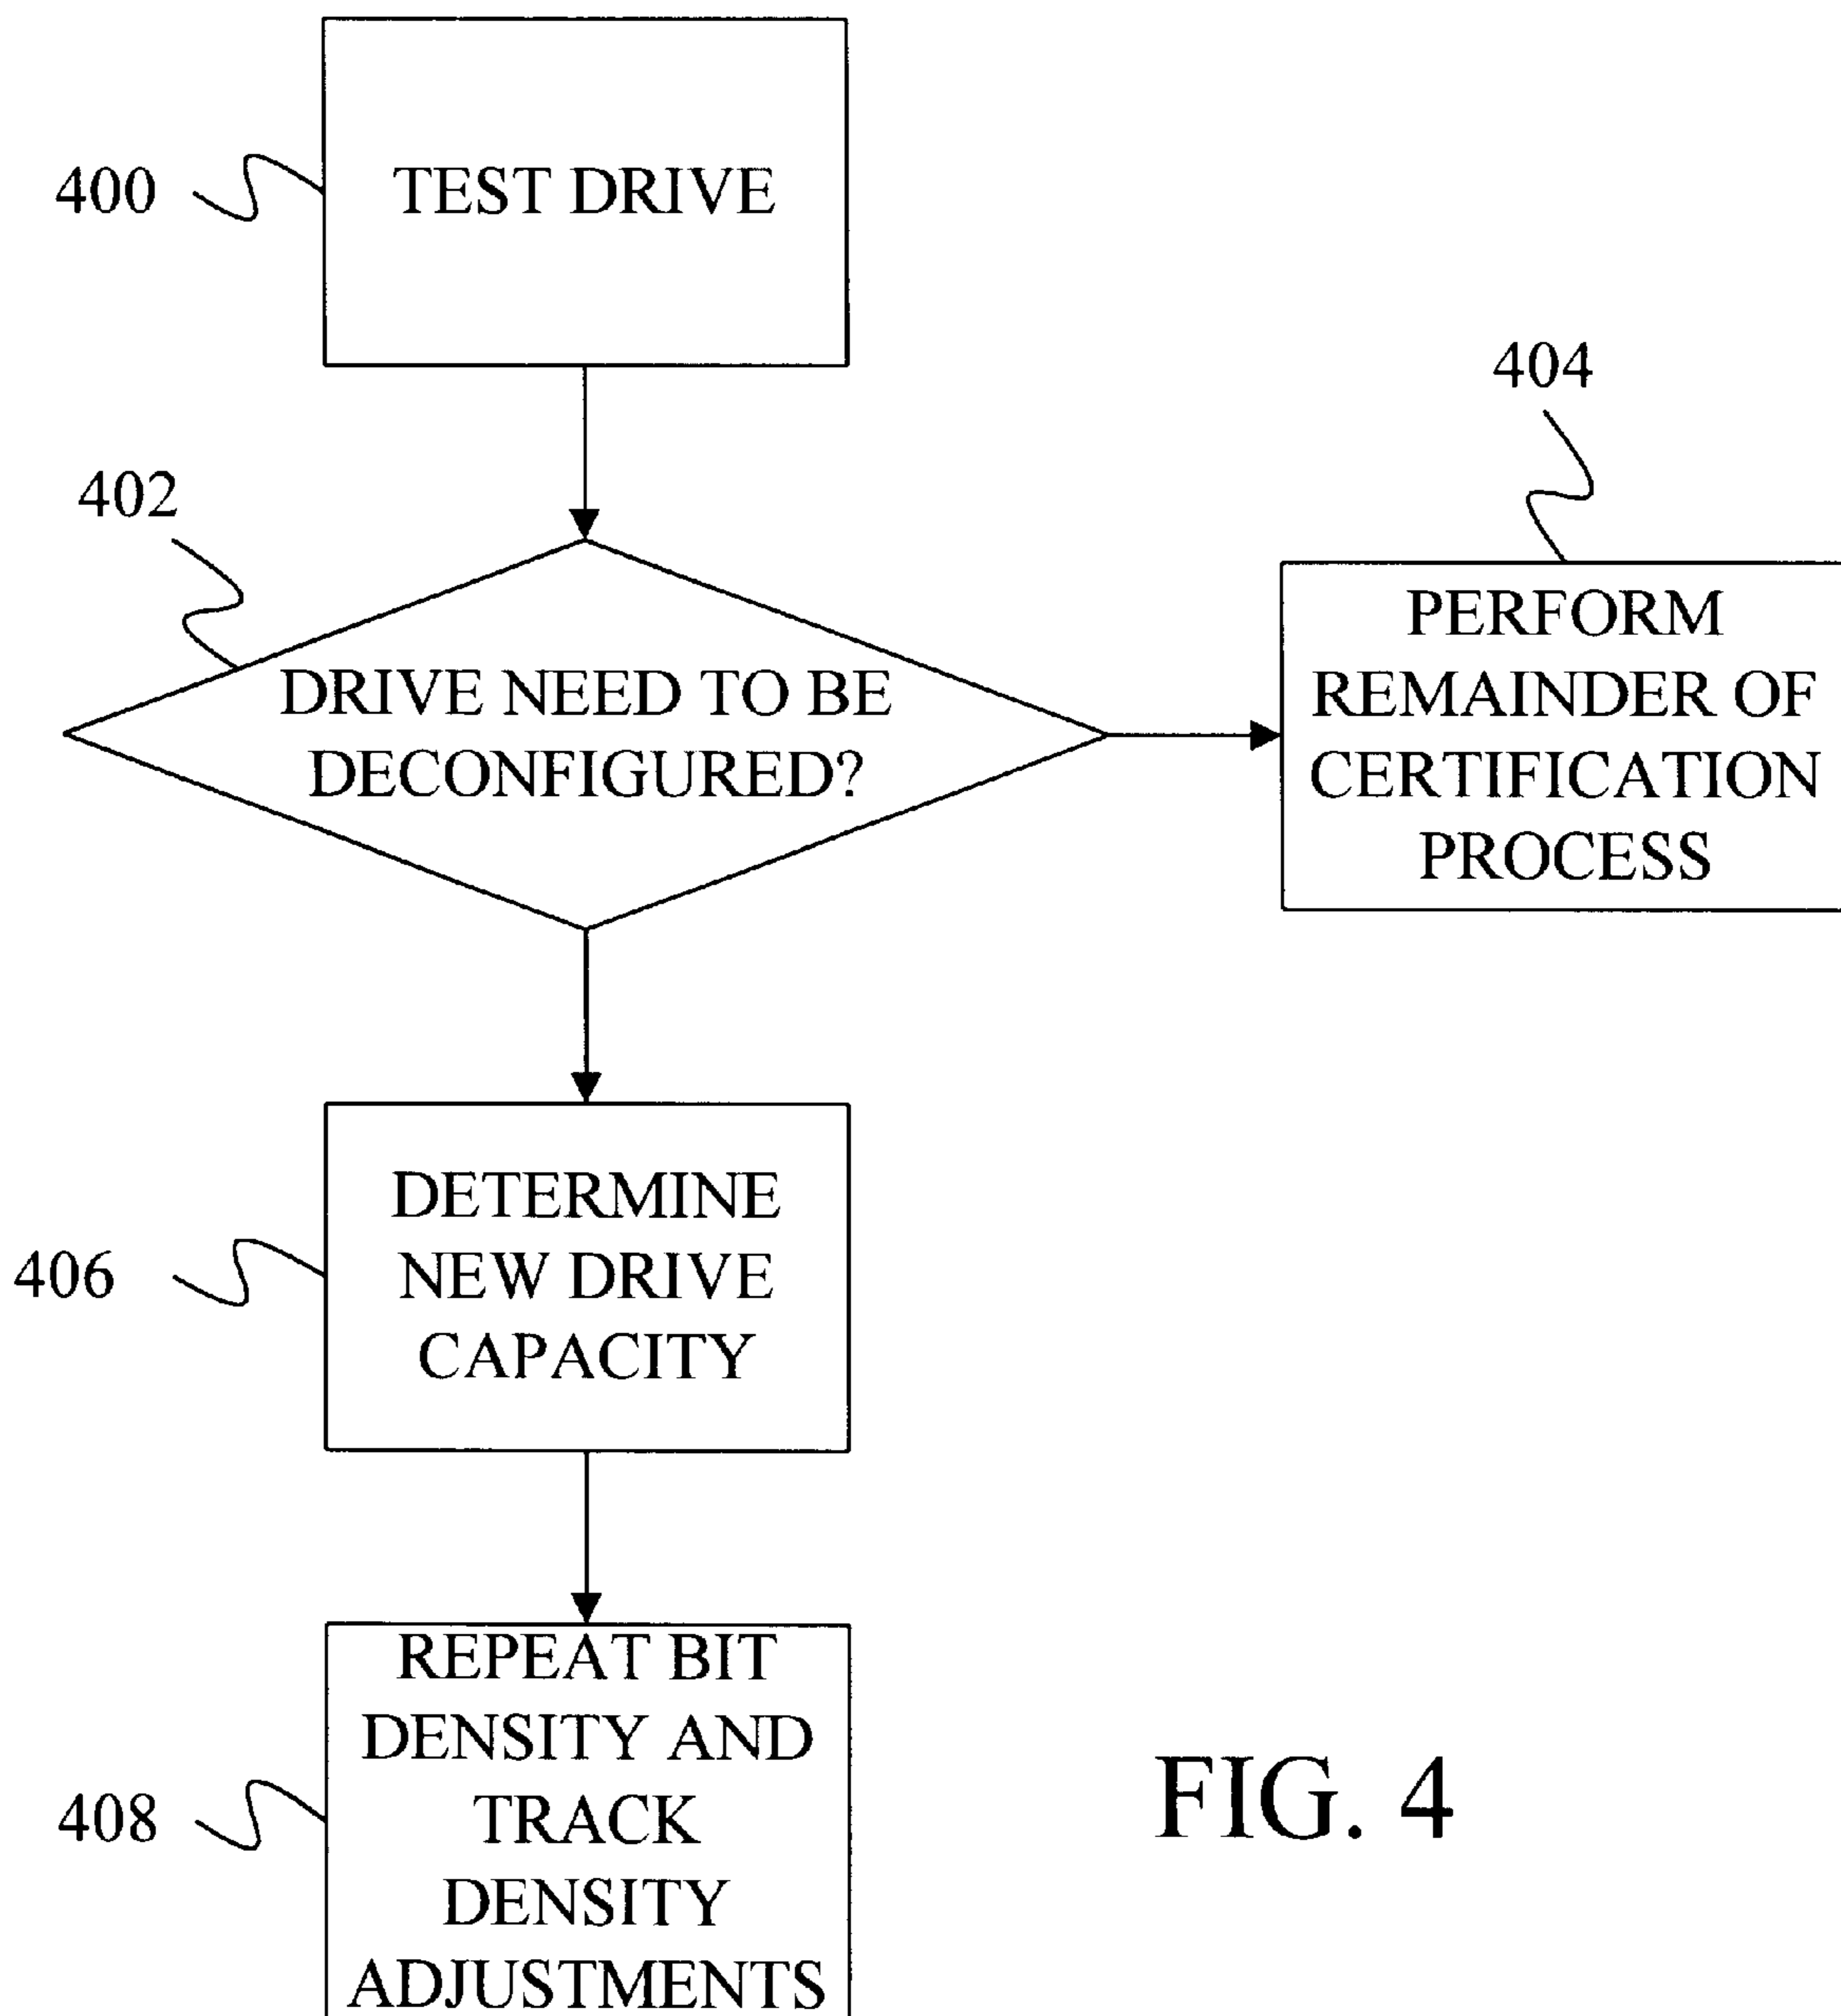 400
TEST DRIVE
402
DRIVE NEED TO BE
DECONFIGURED?
404
PERFORM
REMAINDER OF
CERTIFICATION
PROCESS
406
DETERMINE
NEW DRIVE
CAPACITY
408
REPEAT BIT
DENSITY AND
TRACK
DENSITY
ADJUSTMENTS
FIG. 4